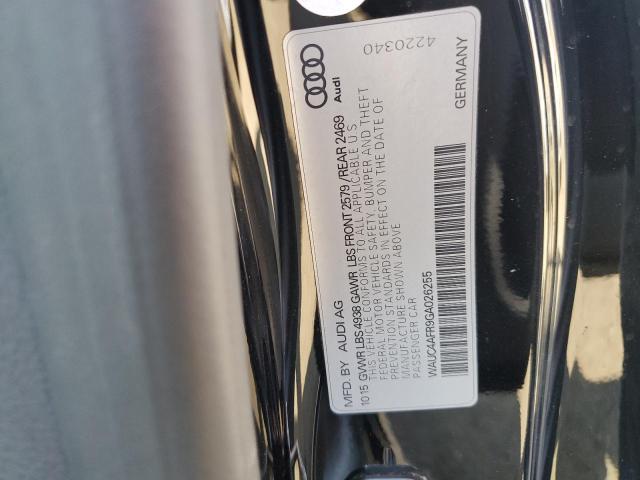 4220340
Audi
GERMANY
MFD. BY AUDI AG
10 15 GVWR LBS 4938 GAWR LBS FRONT 2579 /REAR 2469
THIS VEHICLE CONFORMS TO ALL APPLICABLE U.S.
FEDERAL MOTOR VEHICLE SAFETY, BUMPER AND THEFT
PREVENTION STANDARDS IN EFFECT ON THE DATE OF
MANUFACTURE SHOWN ABOVE
PASSENGER CAR
WAUC4AFR9GA026255